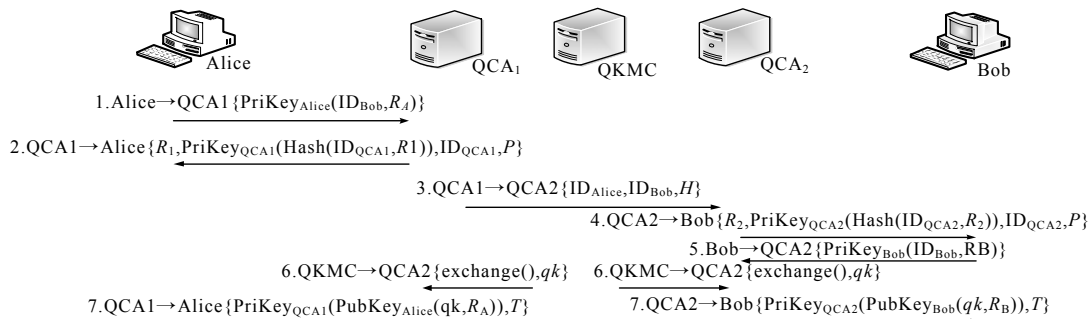 Alice
QCA1
QKMC
QCA2
Bob
1.Alice→QCA1{PriKeyAlice(IDBob,RA)}
2.QCA1→Alice{R1,PriKeyQCA1(Hash(IDQCA1,R1)),IDQCA1,P}
3.QCA1→QCA2{IDAlice,IDBob,H}
4.QCA2→Bob{R2,PriKeyQCA2(Hash(IDQCA2,R2)),IDQCA2,P}
5.Bob→QCA2{PriKeyBob(IDBob,RB)}
6.QKMC→QCA2{exchange(),qk}
6.QKMC→QCA2{exchange(),qk}
7.QCA1→Alice{PriKeyQCA1(PubKeyAlice(qk,RA)),T}
7.QCA2→Bob{PriKeyQCA2(PubKeyBob(qk,RB)),T}